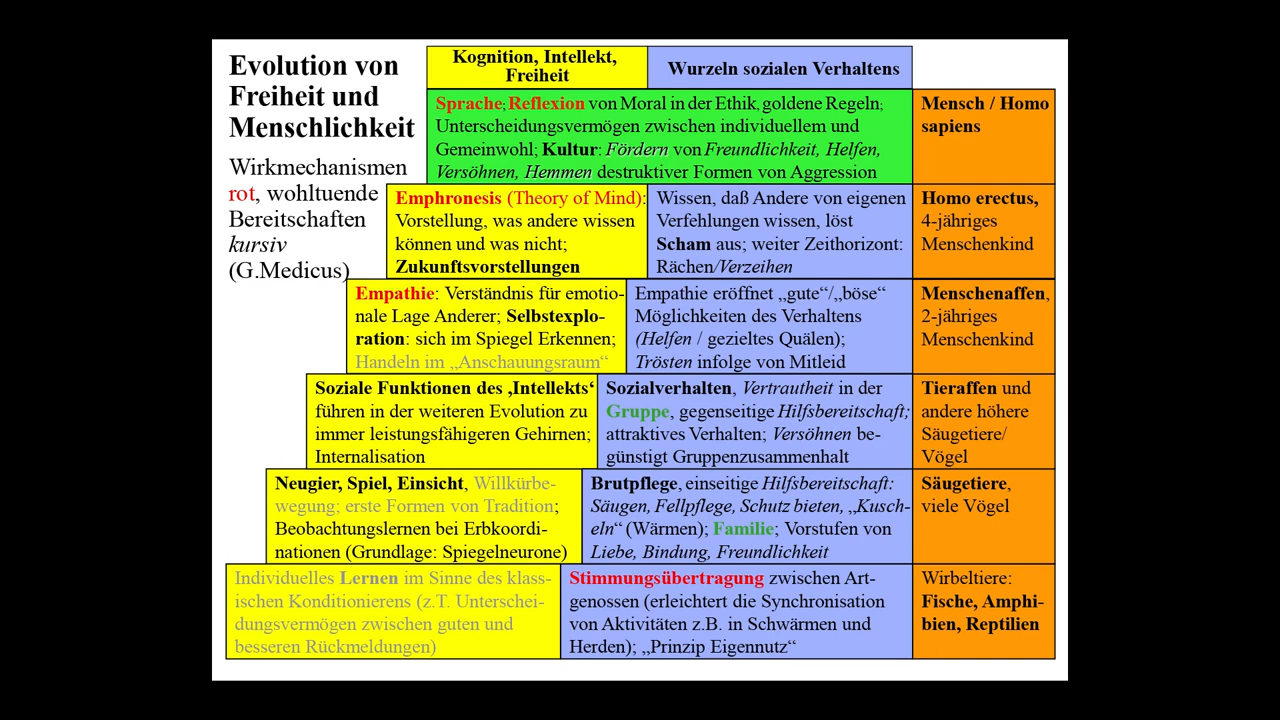 Evolution von
Freiheit und
Menschlichkeit
Wirkmechanismen
rot, wohltuende
Bereitschaften
kursiv
(G.Medicus)
Kognition, Intellekt,
Freiheit
Wurzeln sozialen Verhaltens
Sprache; Reflexion von Moral in der Ethik, goldene Regeln;
Unterscheidungsvermögen zwischen individuellem und
Gemeinwohl; Kultur: Fördern von Freundlichkeit, Helfen,
Versöhnen, Hemmen destruktiver Formen von Aggression
Mensch / Homo
sapiens
Emphronesis (Theory of Mind):
Vorstellung, was andere wissen
können und was nicht;
Zukunftsvorstellungen
Wissen, daß Andere von eigenen
Verfehlungen wissen, löst
Scham aus; weiter Zeithorizont:
Rächen/Verzeihen
Homo erectus,
4-jähriges
Menschenkind
Empathie: Verständnis für emotio-
nale Lage Anderer; Selbstexplo-
ration: sich im Spiegel Erkennen;
Handeln im „Anschauungsraum“
Empathie eröffnet „gute“/„böse“
Möglichkeiten des Verhaltens
(Helfen / gezieltes Quälen);
Trösten infolge von Mitleid
Menschenaffen,
2-jähriges
Menschenkind
Soziale Funktionen des ‚Intellekts‘
führen in der weiteren Evolution zu
immer leistungsfähigeren Gehirnen;
Internalisation
Sozialverhalten, Vertrautheit in der
Gruppe, gegenseitige Hilfsbereitschaft;
attraktives Verhalten; Versöhnen be-
günstigt Gruppenzusammenhalt
Tieraffen und
andere höhere
Säugetiere/
Vögel
Neugier, Spiel, Einsicht, Willkürbe-
wegung; erste Formen von Tradition;
Beobachtungslernen bei Erbkoordi-
nationen (Grundlage: Spiegelneurone)
Brutpflege, einseitige Hilfsbereitschaft:
Säugen, Fellpflege, Schutz bieten, „Kusch-
eln“ (Wärmen); Familie; Vorstufen von
Liebe, Bindung, Freundlichkeit
Säugetiere,
viele Vögel
Individuelles Lernen im Sinne des klass-
ischen Konditionierens (z.T. Unterschei-
dungsvermögen zwischen guten und
besseren Rückmeldungen)
Stimmungsübertragung zwischen Art-
genossen (erleichtert die Synchronisation
von Aktivitäten z.B. in Schwärmen und
Herden); „Prinzip Eigennutz“
Wirbeltiere:
Fische, Amphi-
bien, Reptilien